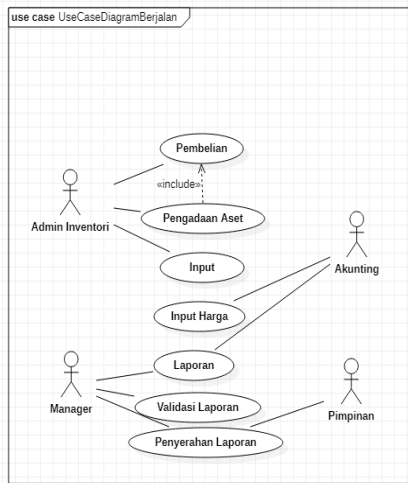 use case UseCaseDiagramBerjalan
Pembelian
«include»
Admin Inventori
Pengadaan Aset
Input
Akunting
Input Harga
Laporan
Manager
Validasi Laporan
Pimpinan
Penyerahan Laporan